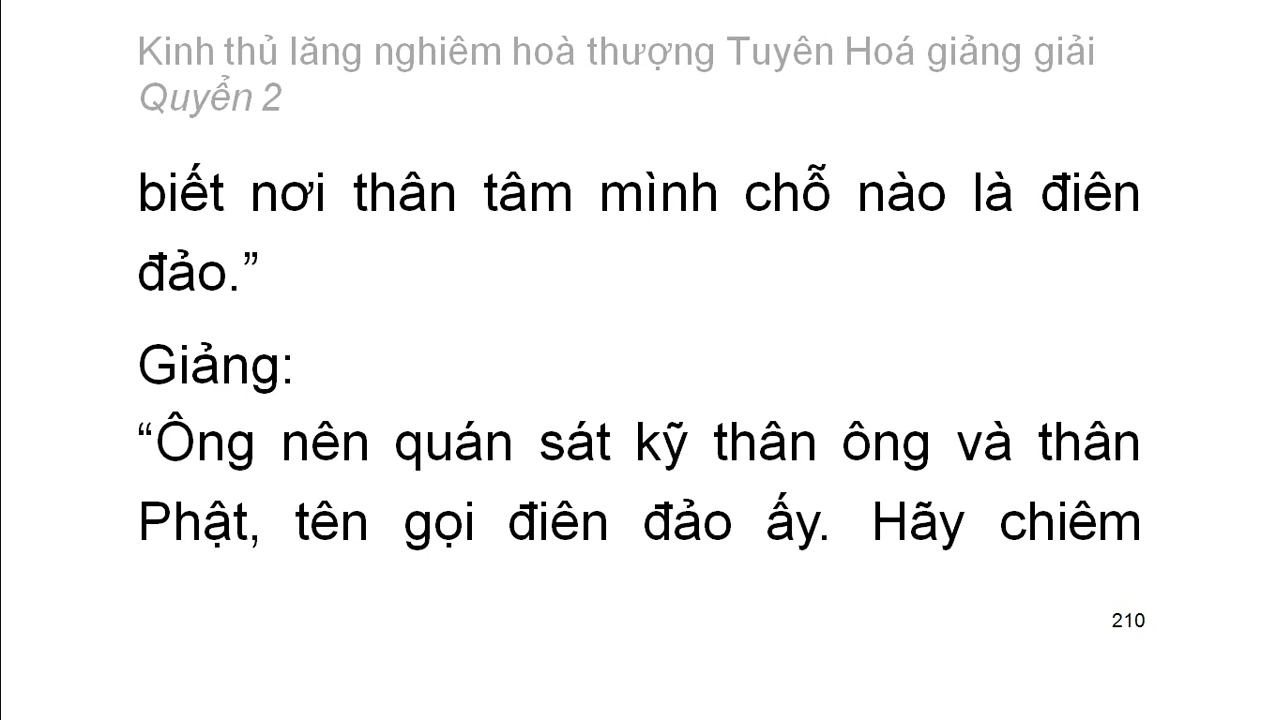 Kinh thủ lăng nghiêm hoà thượng Tuyên Hoá giảng giải
Quyển 2
biết nơi thân tâm mình chỗ nào là điên
đảo.”
Giảng:
“Ông nên quán sát kỹ thân ông và thân
Phật, tên gọi điên đảo ấy. Hãy chiêm
210